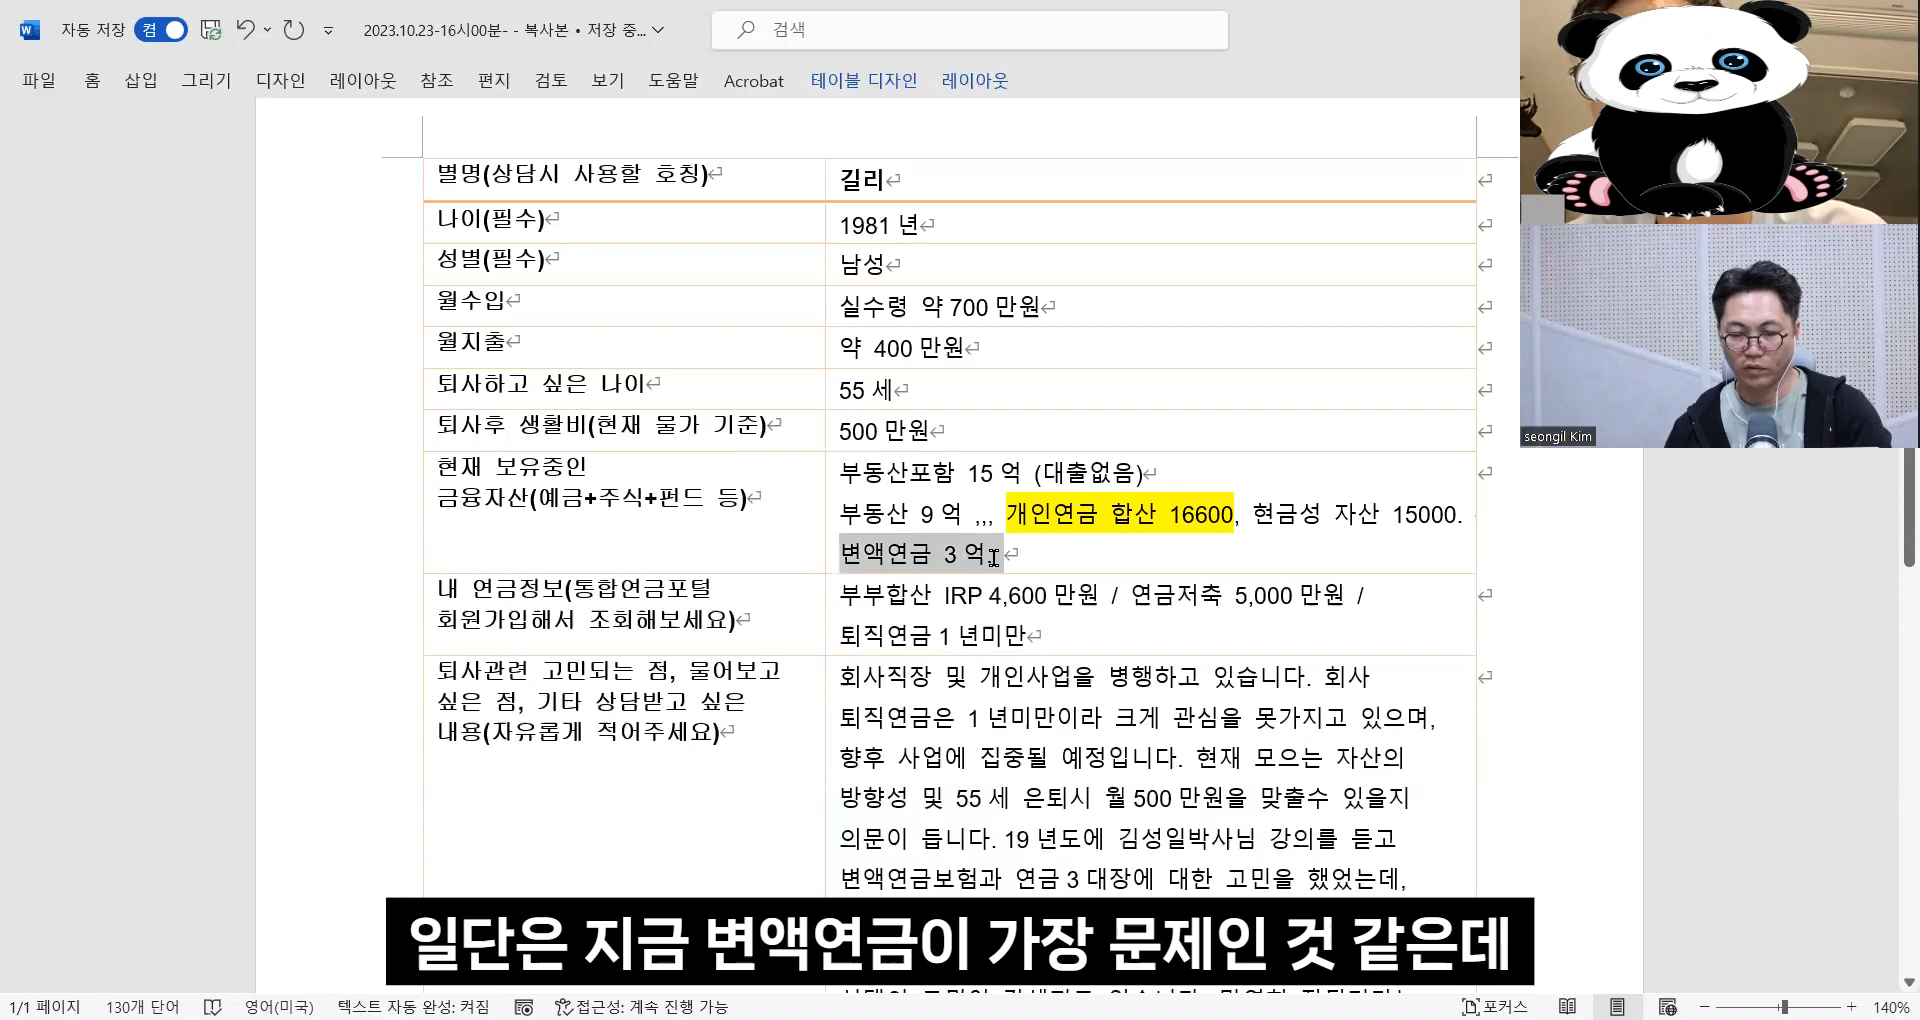 자동 저장 켬 2023.10.23-16시00분- - 복사본 • 저장 중... 검색
파일 홈 삽입 그리기 디자인 레이아웃 참조 편지 검토 보기 도움말 Acrobat 테이블 디자인 레이아웃
별명(상담시 사용할 호칭) 길리
나이(필수) 1981 년
성별(필수) 남성
월수입 실수령 약 700 만원
월지출 약 400 만원
퇴사하고 싶은 나이 55 세
퇴사후 생활비(현재 물가 기준) 500 만원
현재 보유중인
금융자산(예금+주식+펀드 등)
부동산포함 15 억 (대출없음)
부동산 9 억 ,,, 개인연금 합산 16600, 현금성 자산 15000.
변액연금 3 억.
내 연금정보(통합연금포털
회원가입해서 조회해보세요)
부부합산 IRP 4,600 만원 / 연금저축 5,000 만원 /
퇴직연금 1 년미만
퇴사관련 고민되는 점, 물어보고
싶은 점, 기타 상담받고 싶은
내용(자유롭게 적어주세요)
회사직장 및 개인사업을 병행하고 있습니다. 회사
퇴직연금은 1 년미만이라 크게 관심을 못가지고 있으며,
향후 사업에 집중될 예정입니다. 현재 모으는 자산의
방향성 및 55 세 은퇴시 월 500 만원을 맞출수 있을지
의문이 듭니다. 19 년도에 김성일박사님 강의를 듣고
변액연금보험과 연금 3 대장에 대한 고민을 했었는데,
일단은 지금 변액연금이 가장 문제인 것 같은데
seongil Kim
1/1 페이지 130개 단어 영어(미국) 텍스트 자동 완성: 켜짐 접근성: 계속 진행 가능 포커스 140%